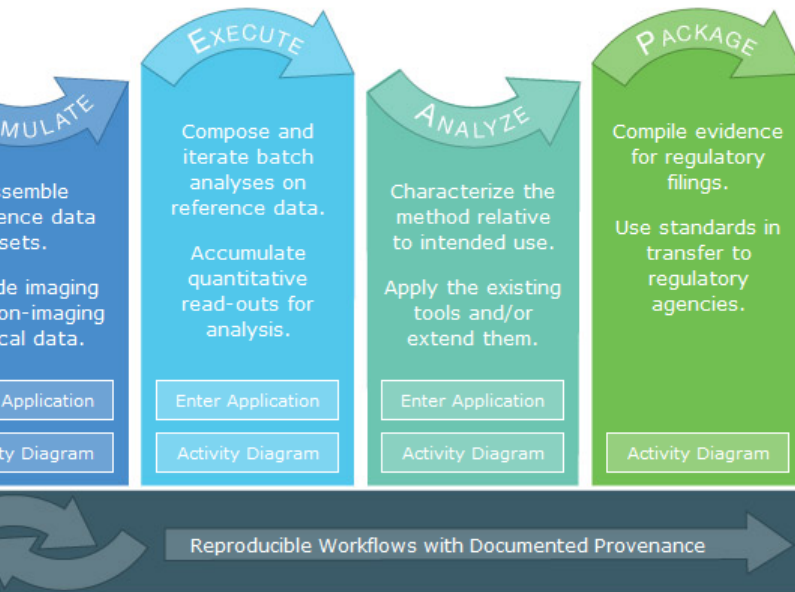 MULATE
ssemble
ence data
sets.
de imaging
on-imaging
cal data.
Application
ty Diagram
EXECUTE
Compose and
iterate batch
analyses on
reference data.
Accumulate
quantitative
read-outs for
analysis.
Enter Application
Activity Diagram
ANALYZE
Characterize the
method relative
to intended use.
Apply the existing
tools and/or
extend them.
Enter Application
Activity Diagram
PACKAGE
Compile evidence
for regulatory
filings.
Use standards in
transfer to
regulatory
agencies.
Activity Diagram
Reproducible Workflows with Documented Provenance